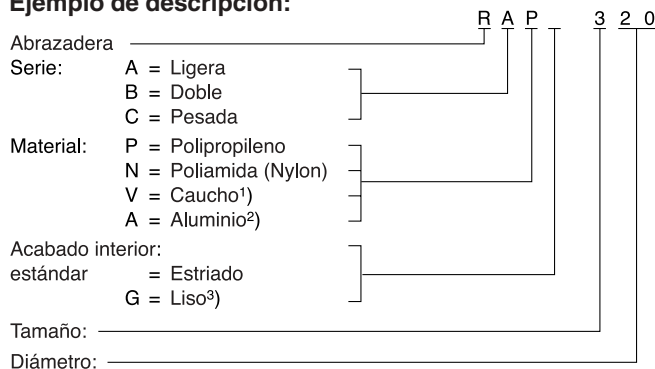 Ejemplo de descripción:
R A P 3 2 0
Abrazadera
Serie: A = Ligera
B = Doble
C = Pesada
Material: P = Polipropileno
N = Poliamida (Nylon)
V = Caucho¹)
A = Aluminio²)
Acabado interior:
estándar = Estriado
G = Liso³)
Tamaño:
Diámetro: